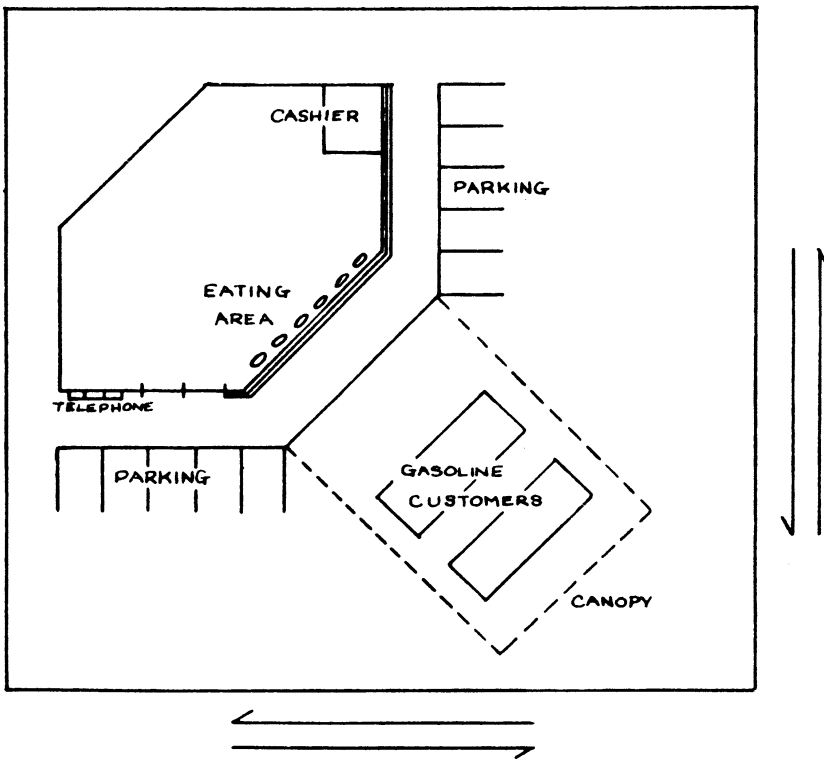 CASHIER
PARKING
EATING
AREA
TELEPHONE
PARKING
GASOLINE
CUSTOMERS
CANOPY